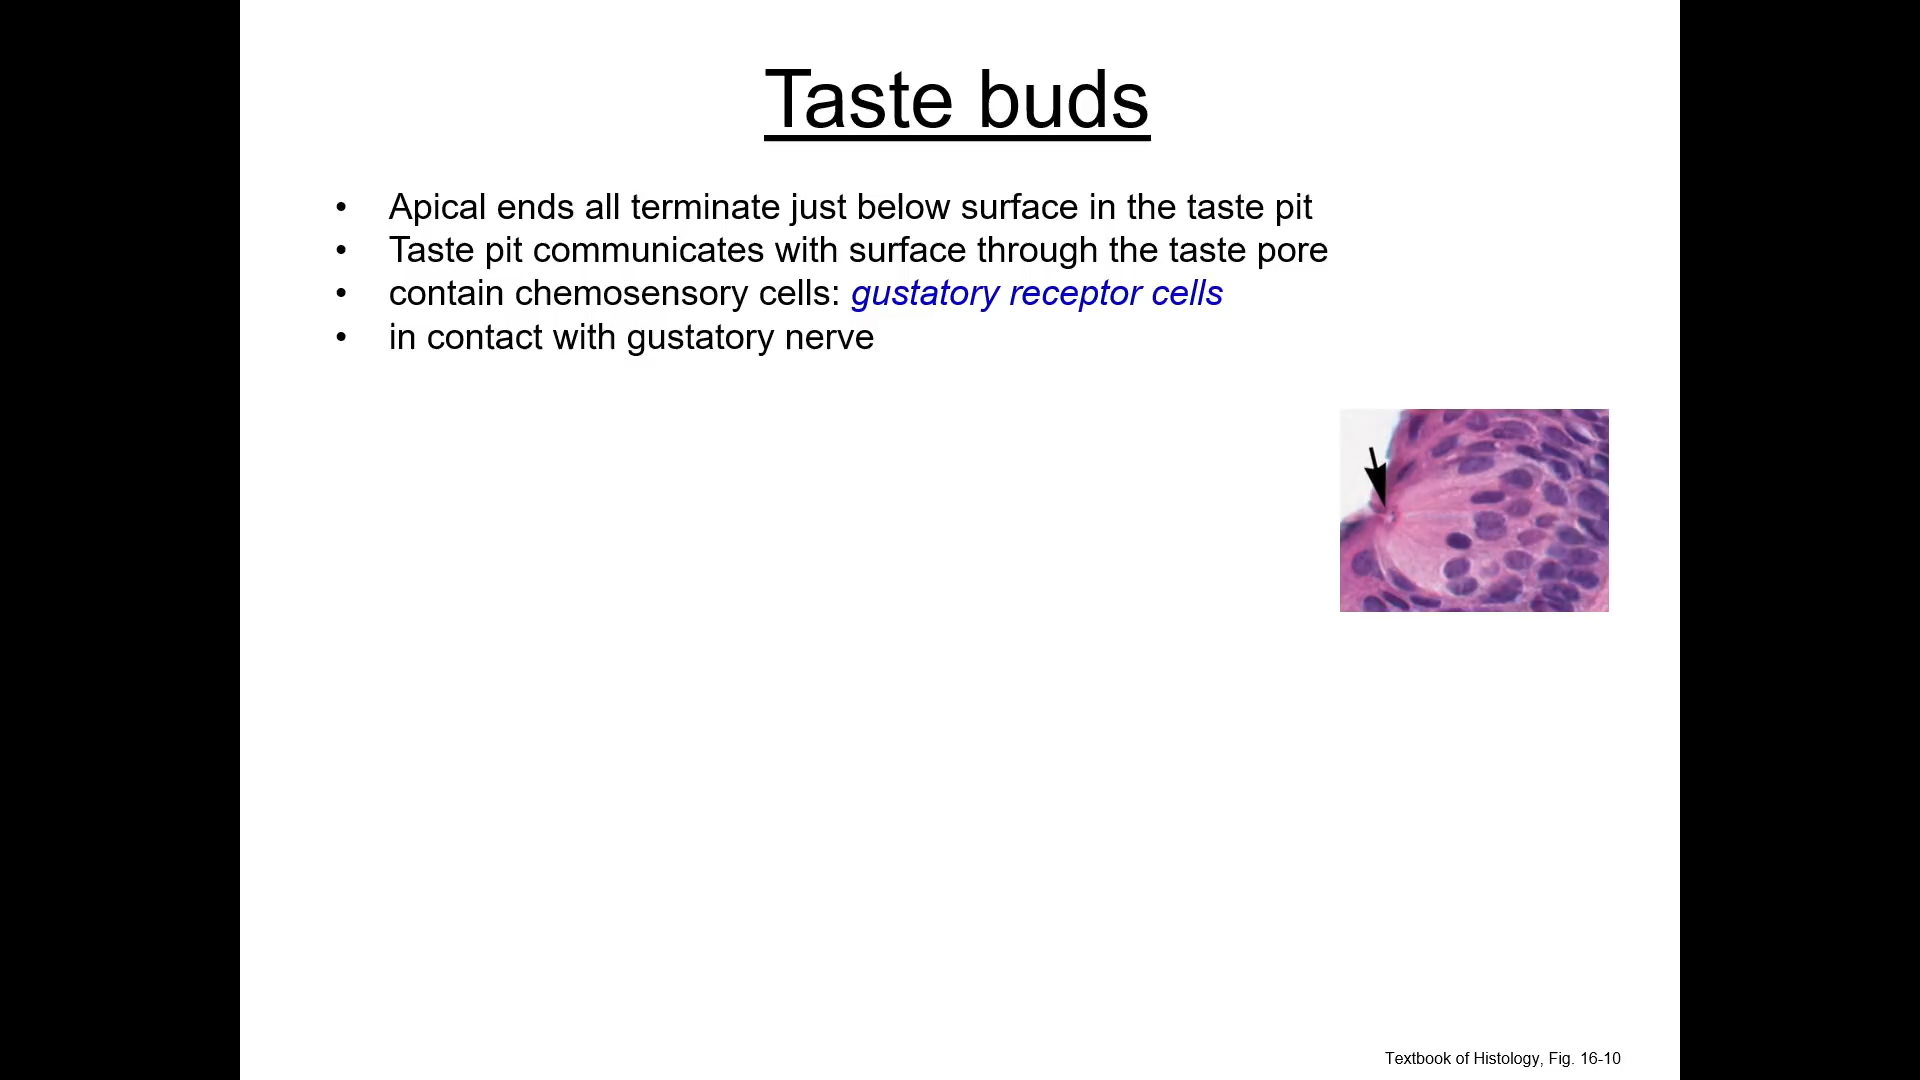 Taste buds
• Apical ends all terminate just below surface in the taste pit
• Taste pit communicates with surface through the taste pore
• contain chemosensory cells: gustatory receptor cells
• in contact with gustatory nerve
Textbook of Histology, Fig. 16-10